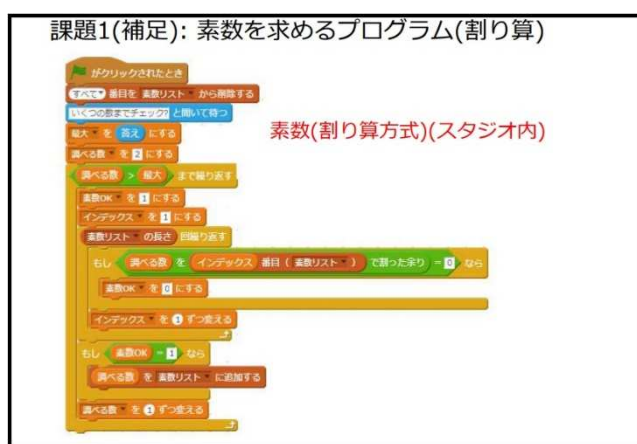 課題1(補足): 素数を求めるプログラム(割り算)
がクリックされたとき
すべて 番目を 素数リスト から削除する
いくつの数までチェック? と聞いて待つ
素数(割り算方式)(スタジオ内)
最大 を 答え にする
調べる数 を 2 にする
調べる数 > 最大 まで繰り返す
素数OK を 1 にする
インデックス を 1 にする
素数リスト の長さ 回繰り返す
もし 調べる数 を インデックス 番目 ( 素数リスト ) で割った余り = 0 なら
素数OK を 0 にする
インデックス を 1 ずつ変える
もし 素数OK = 1 なら
調べる数 を 素数リスト に追加する
調べる数 を 1 ずつ変える